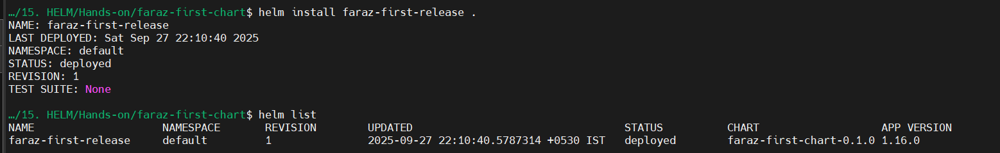 …/15. HELM/Hands-on/faraz-first-chart$ helm install faraz-first-release .
NAME: faraz-first-release
LAST DEPLOYED: Sat Sep 27 22:10:40 2025
NAMESPACE: default
STATUS: deployed
REVISION: 1
TEST SUITE: None
…/15. HELM/Hands-on/faraz-first-chart$ helm list
NAME NAMESPACE REVISION UPDATED STATUS CHART APP VERSION
faraz-first-release default 1 2025-09-27 22:10:40.5787314 +0530 IST deployed faraz-first-chart-0.1.0 1.16.0